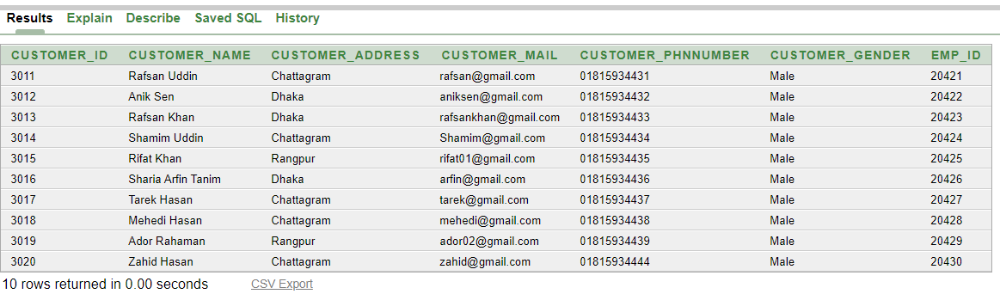 Results Explain Describe Saved SQL History
CUSTOMER_ID CUSTOMER_NAME CUSTOMER_ADDRESS CUSTOMER_MAIL CUSTOMER_PHNNUMBER CUSTOMER_GENDER EMP_ID
3011 Rafsan Uddin Chattagram rafsan@gmail.com 01815934431 Male 20421
3012 Anik Sen Dhaka aniksen@gmail.com 01815934432 Male 20422
3013 Rafsan Khan Dhaka rafsankhan@gmail.com 01815934433 Male 20423
3014 Shamim Uddin Chattagram Shamim@gmail.com 01815934434 Male 20424
3015 Rifat Khan Rangpur rifat01@gmail.com 01815934435 Male 20425
3016 Sharia Arfin Tanim Dhaka arfin@gmail.com 01815934436 Male 20426
3017 Tarek Hasan Chattagram tarek@gmail.com 01815934437 Male 20427
3018 Mehedi Hasan Chattagram mehedi@gmail.com 01815934438 Male 20428
3019 Ador Rahaman Rangpur ador02@gmail.com 01815934439 Male 20429
3020 Zahid Hasan Chattagram zahid@gmail.com 01815934444 Male 20430
10 rows returned in 0.00 seconds CSV Export